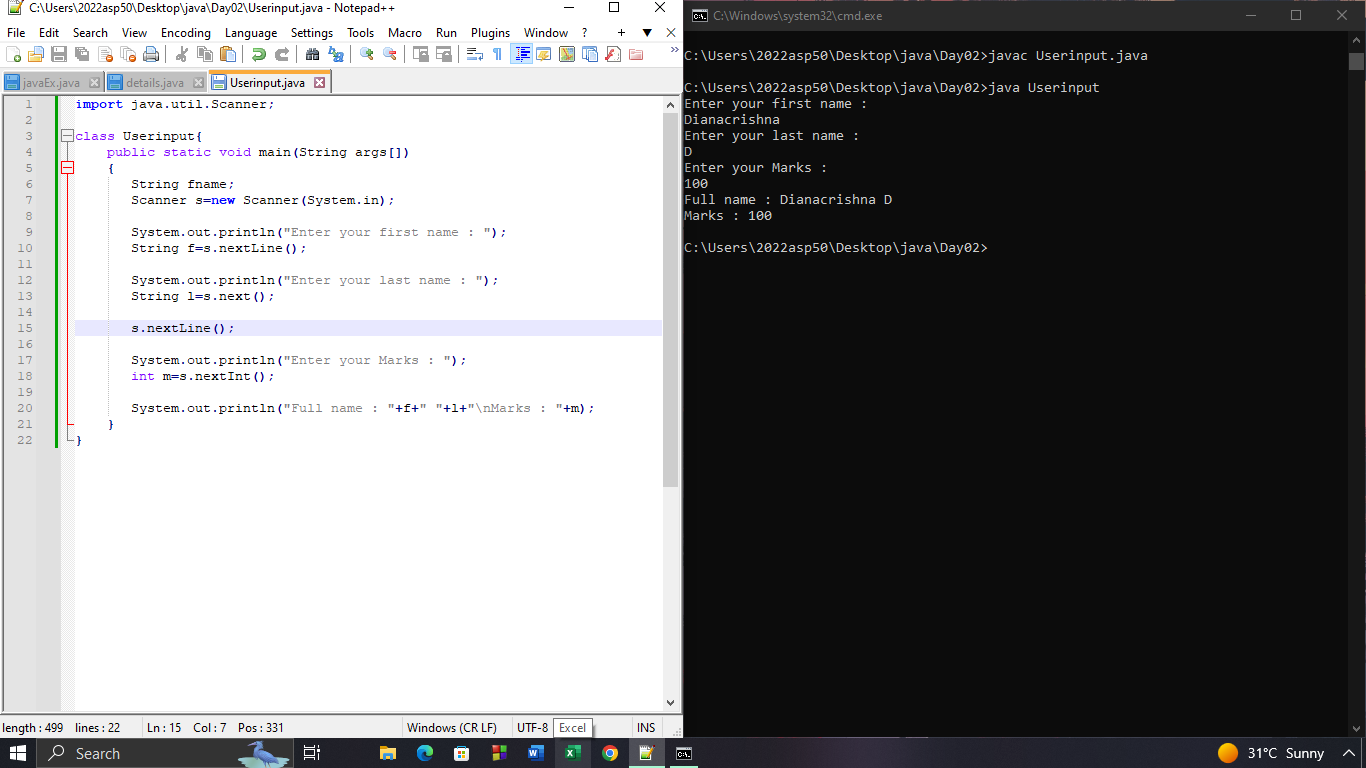 C:\Users\2022asp50\Desktop\java\Day02\Userinput.java - Notepad++
File Edit Search View Encoding Language Settings Tools Macro Run Plugins Window ? + ▼ X
javaEx.java details.java Userinput.java
1 import java.util.Scanner;
2
3 class Userinput{
4 public static void main(String args[])
5 {
6 String fname;
7 Scanner s=new Scanner(System.in);
8
9 System.out.println("Enter your first name : ");
10 String f=s.nextLine();
11
12 System.out.println("Enter your last name : ");
13 String l=s.next();
14
15 s.nextLine();
16
17 System.out.println("Enter your Marks : ");
18 int m=s.nextInt();
19
20 System.out.println("Full name : "+f+" "+l+"\nMarks : "+m);
21 }
22 }
length : 499 lines : 22 Ln : 15 Col : 7 Pos : 331 Windows (CR LF) UTF-8 Excel INS
C:\Windows\system32\cmd.exe
C:\Users\2022asp50\Desktop\java\Day02>javac Userinput.java
C:\Users\2022asp50\Desktop\java\Day02>java Userinput
Enter your first name :
Dianacrishna
Enter your last name :
D
Enter your Marks :
100
Full name : Dianacrishna D
Marks : 100
C:\Users\2022asp50\Desktop\java\Day02>
Search
31°C Sunny